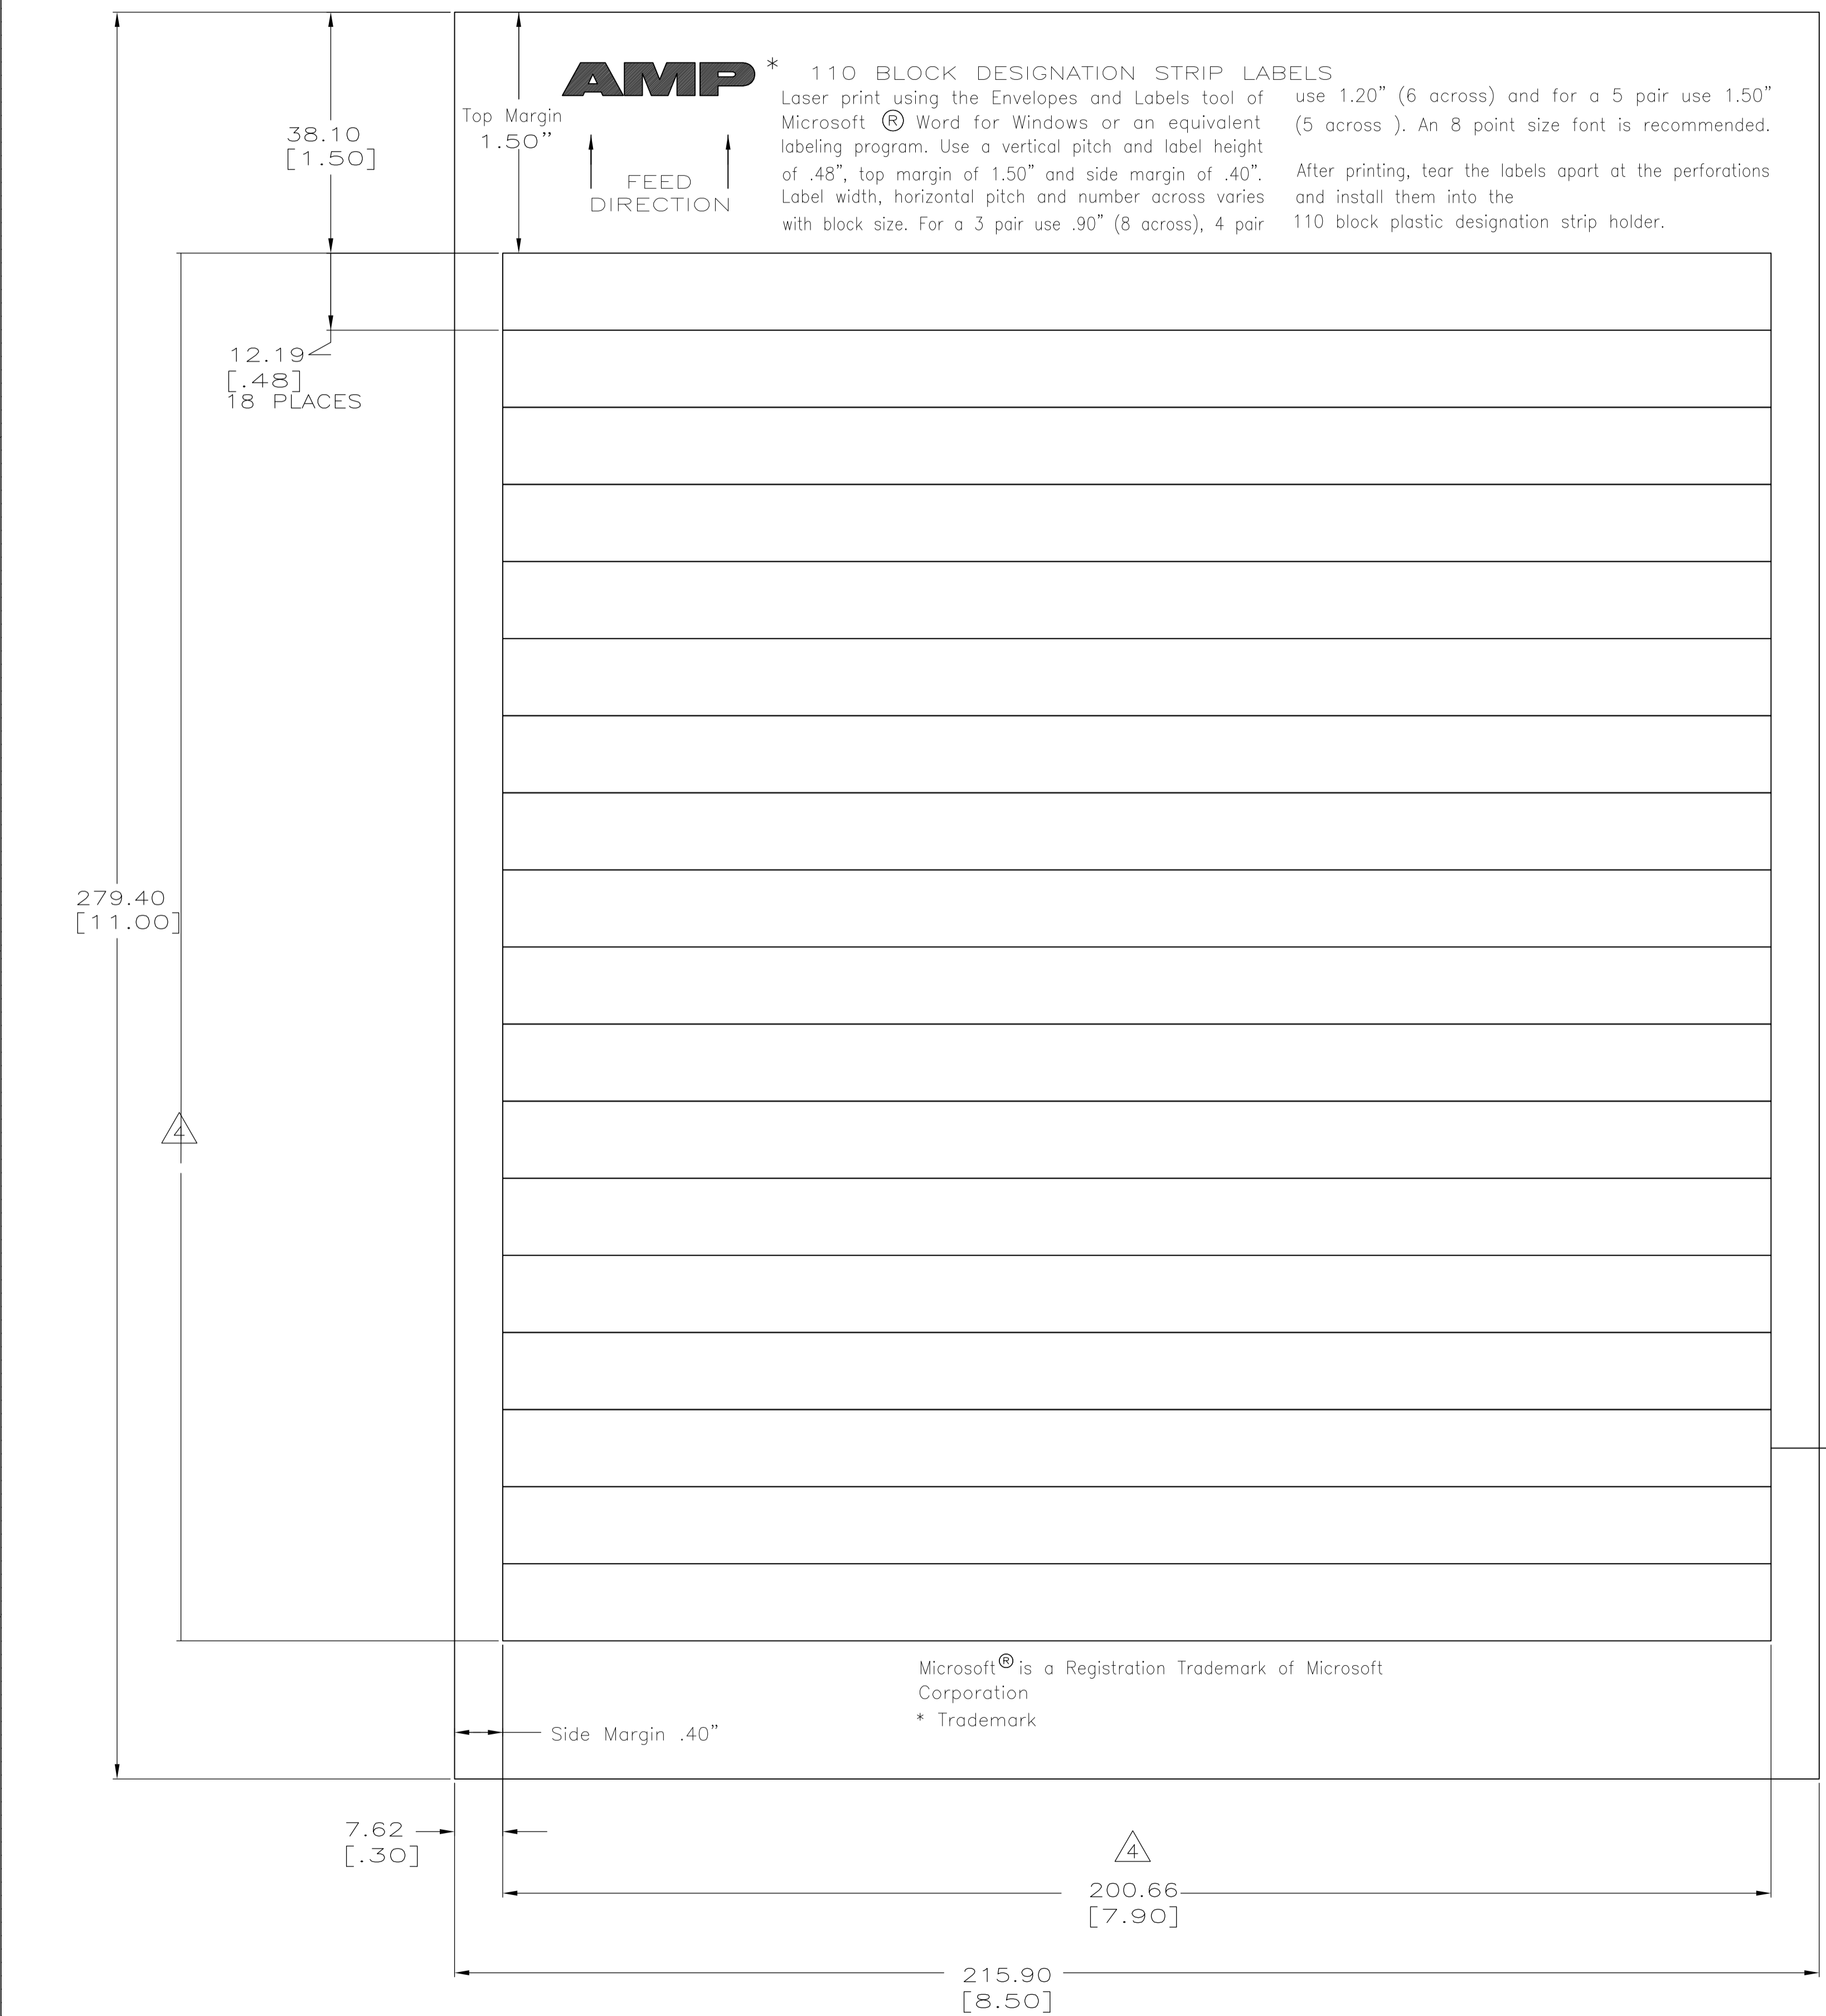 AMP * 110 BLOCK DESIGNATION STRIP LABELS
Laser print using the Envelopes and Labels tool of
Microsoft ® Word for Windows or an equivalent
labeling program. Use a vertical pitch and label height
of .48", top margin of 1.50" and side margin of .40".
Label width, horizontal pitch and number across varies
with block size. For a 3 pair use .90" (8 across), 4 pair
use 1.20" (6 across) and for a 5 pair use 1.50"
(5 across ). An 8 point size font is recommended.
After printing, tear the labels apart at the perforations
and install them into the
110 block plastic designation strip holder.
Top Margin
1.50"
FEED
DIRECTION
38.10
[1.50]
12.19
[.48]
18 PLACES
279.40
[11.00]
4
Microsoft® is a Registration Trademark of Microsoft
Corporation
* Trademark
Side Margin .40"
7.62
[.30]
4
200.66
[7.90]
215.90
[8.50]